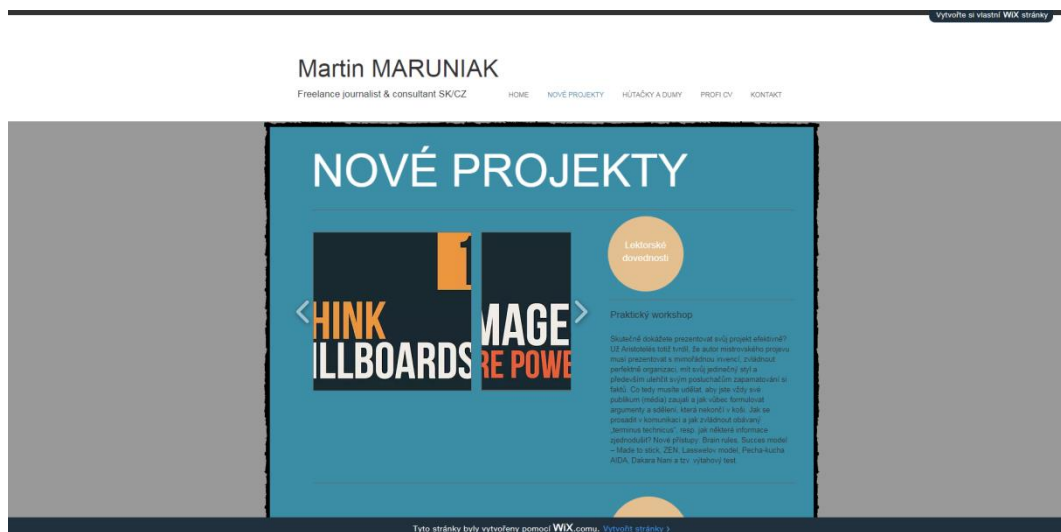 Vytvořte si vlastní WiX stránky
Martin MARUNIAK
Freelance journalist & consultant SK/CZ
HOME NOVÉ PROJEKTY HÚTAČKY A DUMY PROFI CV KONTAKT
NOVÉ PROJEKTY
1
HINK
ILLBOARDS
MAGE
RE POWE
Lektorské
dovednosti
Praktický workshop
Skutečně dokážete prezentovat svůj projekt efektivně?
Už Aristoteles totiž tvrdil, že autor mistrovského projevu
musí prezentovat s mimořádnou invencí, zvládnout
perfektně organizaci, mít svůj jedinečný styl a
především ulehčit svým posluchačům zapamatování si
faktů. Co tedy musíte udělat, aby jste vždy své
publikum (média) zaujali a jak vůbec formulovat
argumenty a sdělení, která nekončí v koši. Jak se
prosadit v komunikaci a jak zvládnout obávaný
„terminus technicus“, resp. jak některé informace
zjednodušit? Nové přístupy: Brain rules, Succes model
– Made to stick, ZEN, Lasswelov model, Pecha-kucha
AIDA, Dakara Nani a tzv. výtahový test.
Tyto stránky byly vytvořeny pomocí WiX.comu. Vytvořit stránky >